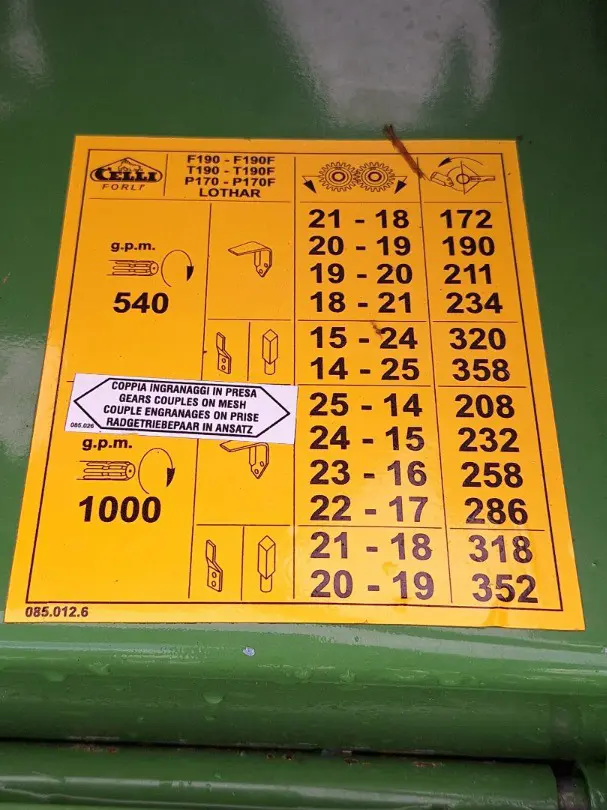 CELLI
FORLI'
F190 - F190F
T190 - T190F
P170 - P170F
LOTHAR
g.p.m.
540
21 - 18 172
20 - 19 190
19 - 20 211
18 - 21 234
15 - 24 320
14 - 25 358
COPPIA INGRANAGGI IN PRESA
GEARS COUPLES ON MESH
COUPLE ENGRANAGES ON PRISE
RADGETRIEBEPAAR IN ANSATZ
085.026
g.p.m.
1000
25 - 14 208
24 - 15 232
23 - 16 258
22 - 17 286
21 - 18 318
20 - 19 352
085.012.6